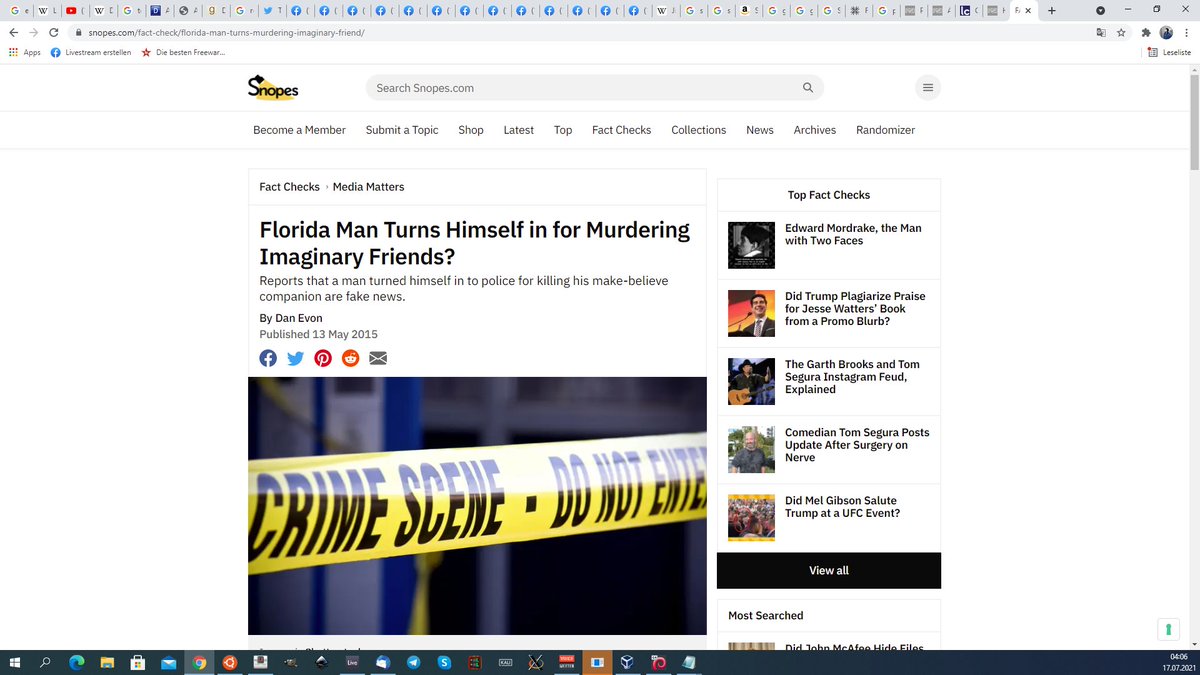 snopes.com/fact-check/florida-man-turns-murdering-imaginary-friend/
Apps
Livestream erstellen
Die besten Freewar...
Leseliste
Snopes
Search Snopes.com
Become a Member
Submit a Topic
Shop
Latest
Top
Fact Checks
Collections
News
Archives
Randomizer
Fact Checks › Media Matters
Florida Man Turns Himself in for Murdering
Imaginary Friends?
Reports that a man turned himself in to police for killing his make-believe
companion are fake news.
By Dan Evon
Published 13 May 2015
CRIME SCENE - DO NOT ENTER
Top Fact Checks
Edward Mordrake, the Man
with Two Faces
Did Trump Plagiarize Praise
for Jesse Watters' Book
from a Promo Blurb?
The Garth Brooks and Tom
Segura Instagram Feud,
Explained
Comedian Tom Segura Posts
Update After Surgery on
Nerve
Did Mel Gibson Salute
Trump at a UFC Event?
View all
Most Searched
Did John McAfee Hide Files
Live
04:06
17.07.2021